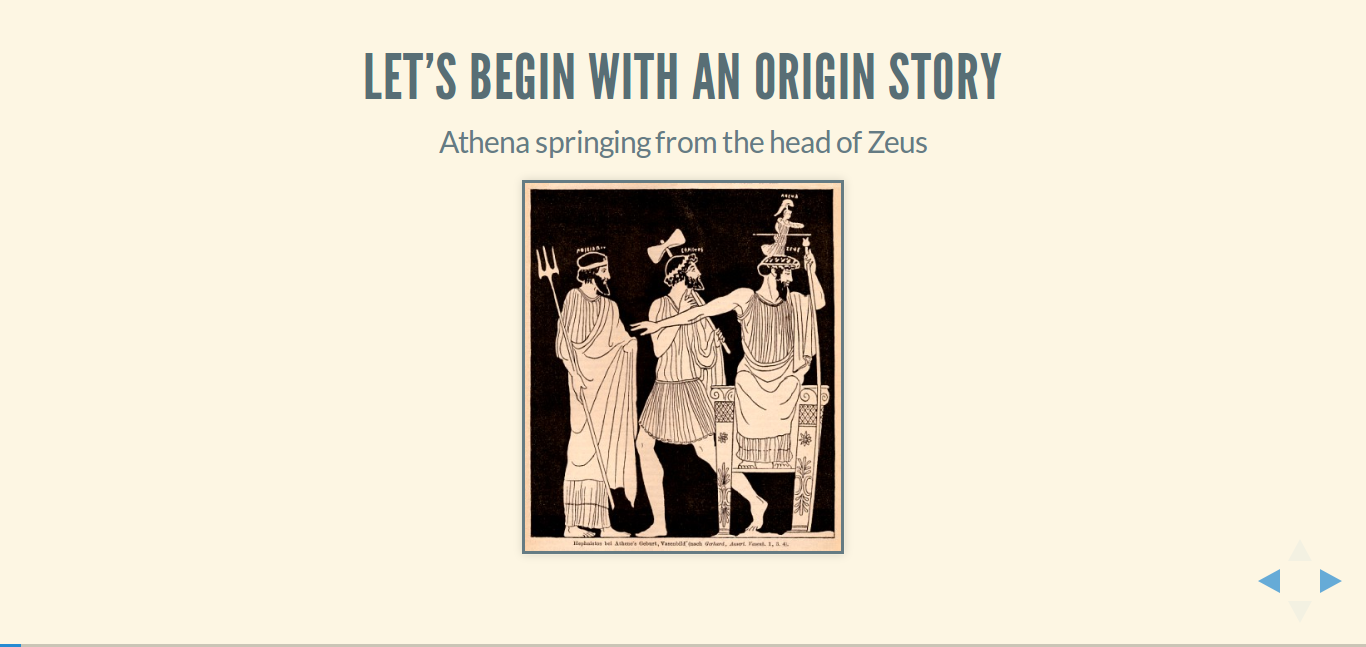 LET’S BEGIN WITH AN ORIGIN STORY
Athena springing from the head of Zeus
Hephaistos bei Athene's Geburt, Vasenbild (nach Gerhard, Auserl. Vasenb. I, 3. 4).